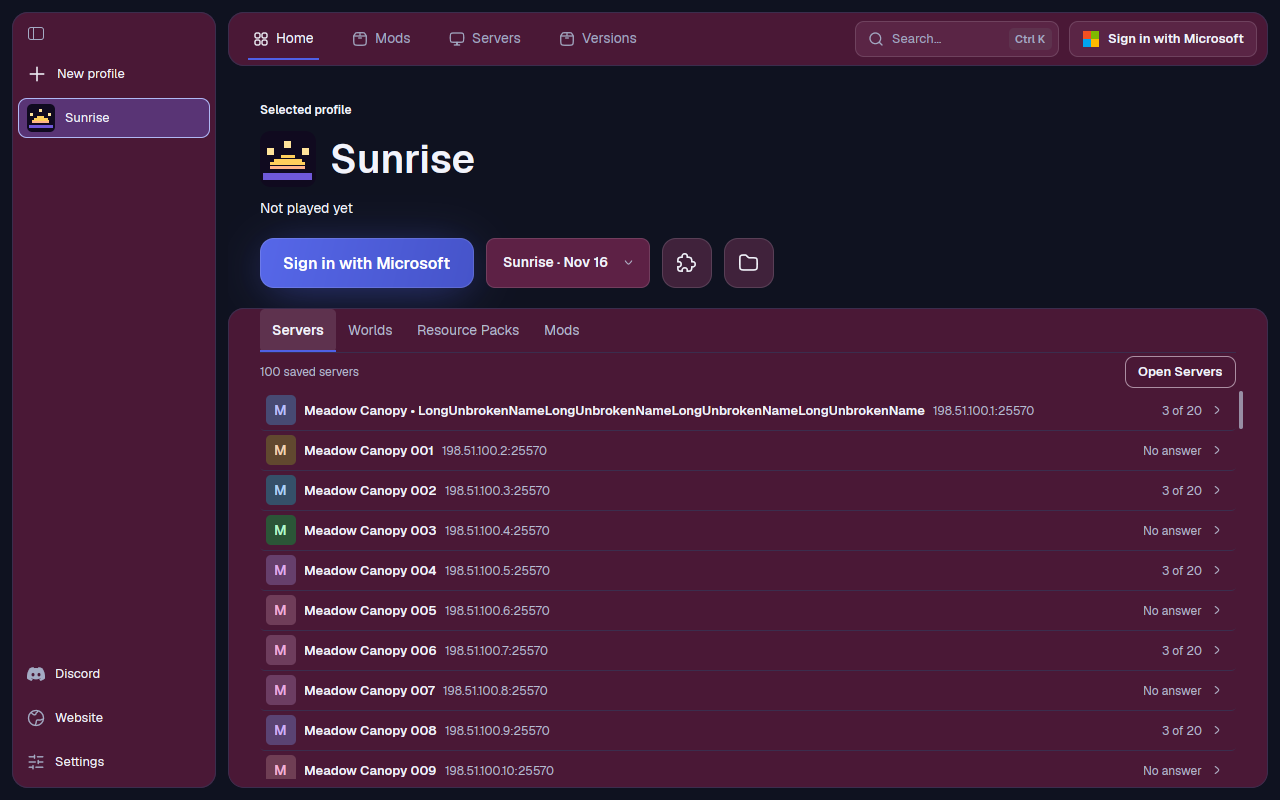 New profile
Sunrise
Discord
Website
Settings
Home
Mods
Servers
Versions
Search...
Ctrl K
Sign in with Microsoft
Selected profile
Sunrise
Not played yet
Sign in with Microsoft
Sunrise · Nov 16
Servers
Worlds
Resource Packs
Mods
100 saved servers
Open Servers
M Meadow Canopy • LongUnbrokenNameLongUnbrokenNameLongUnbrokenNameLongUnbrokenName 198.51.100.1:25570 3 of 20
M Meadow Canopy 001 198.51.100.2:25570 No answer
M Meadow Canopy 002 198.51.100.3:25570 3 of 20
M Meadow Canopy 003 198.51.100.4:25570 No answer
M Meadow Canopy 004 198.51.100.5:25570 3 of 20
M Meadow Canopy 005 198.51.100.6:25570 No answer
M Meadow Canopy 006 198.51.100.7:25570 3 of 20
M Meadow Canopy 007 198.51.100.8:25570 No answer
M Meadow Canopy 008 198.51.100.9:25570 3 of 20
M Meadow Canopy 009 198.51.100.10:25570 No answer